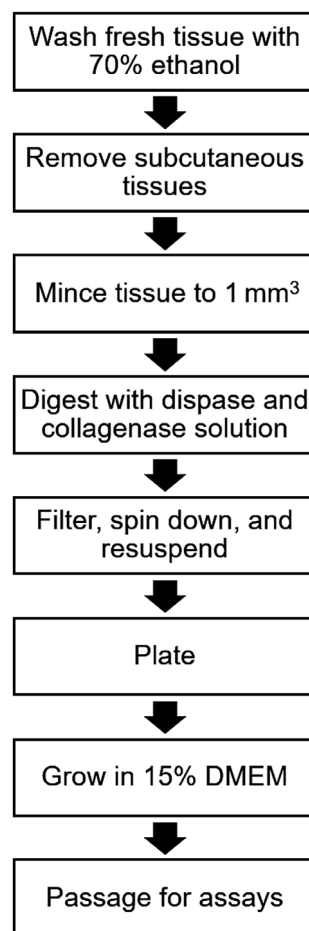 Wash fresh tissue with
70% ethanol
Remove subcutaneous
tissues
Mince tissue to 1 mm³
Digest with dispase and
collagenase solution
Filter, spin down, and
resuspend
Plate
Grow in 15% DMEM
Passage for assays